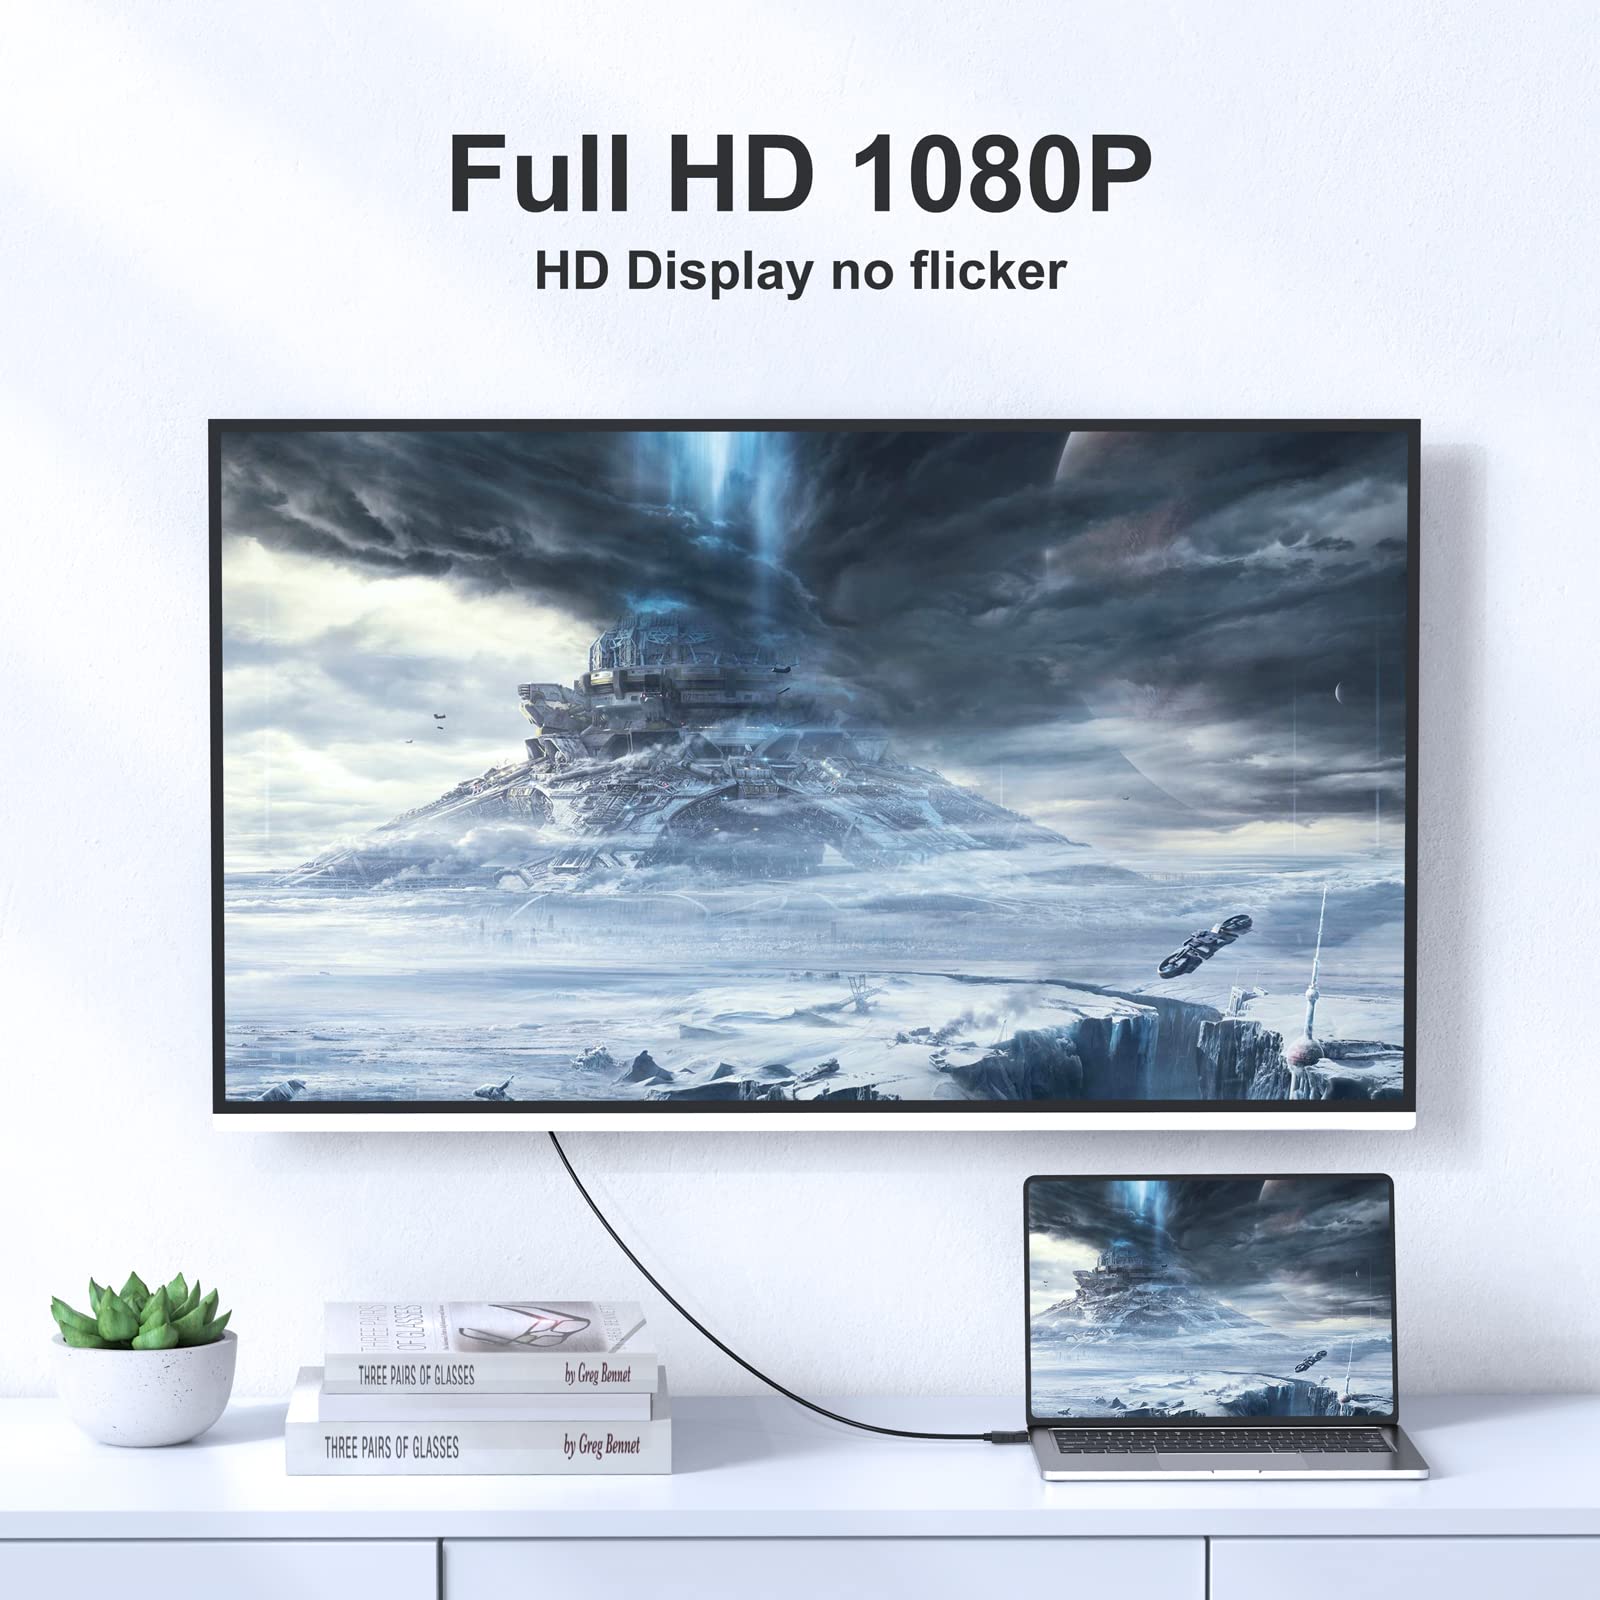 Full HD 1080P
HD Display no flicker
THREE PAIRS
OF GLASSES
THREE PAIRS OF GLASSES by Greg Bennet
THREE PAIRS OF GLASSES by Greg Bennet